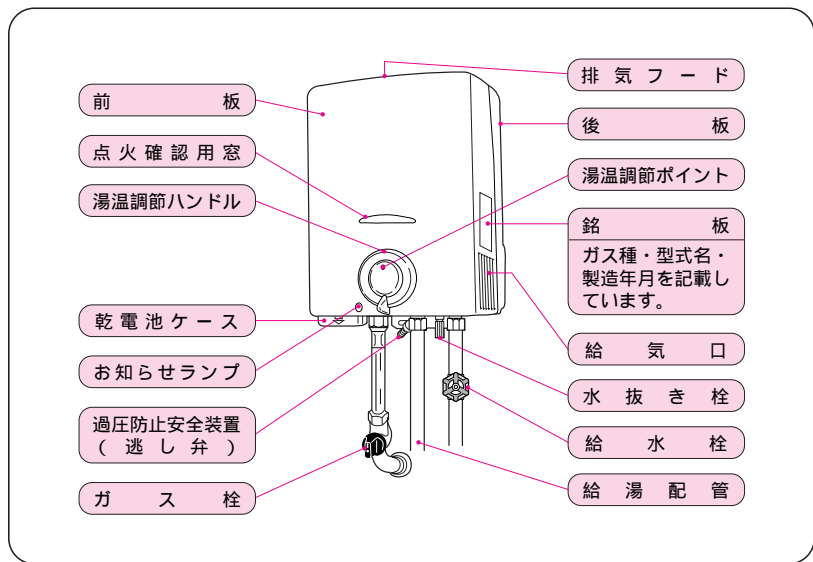 前板
点火確認用窓
湯温調節ハンドル
乾電池ケース
お知らせランプ
過圧防止安全装置
(逃し弁)
ガス栓
排気フード
後板
湯温調節ポイント
銘板
ガス種・型式名・
製造年月を記載し
ています。
給気口
水抜き栓
給水栓
給湯配管